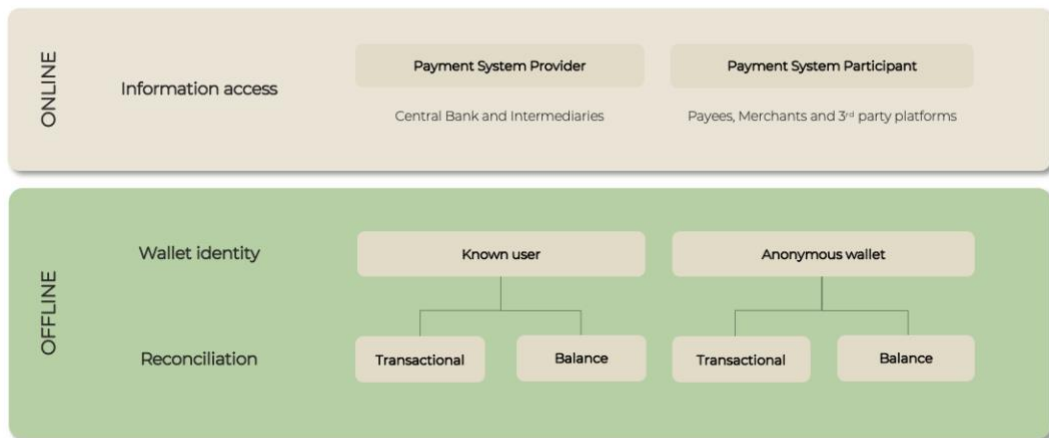 ONLINE
Information access
Payment System Provider
Payment System Participant
Central Bank and Intermediaries
Payees, Merchants and 3rd party platforms
OFFLINE
Wallet identity
Known user
Anonymous wallet
Reconciliation
Transactional
Balance
Transactional
Balance